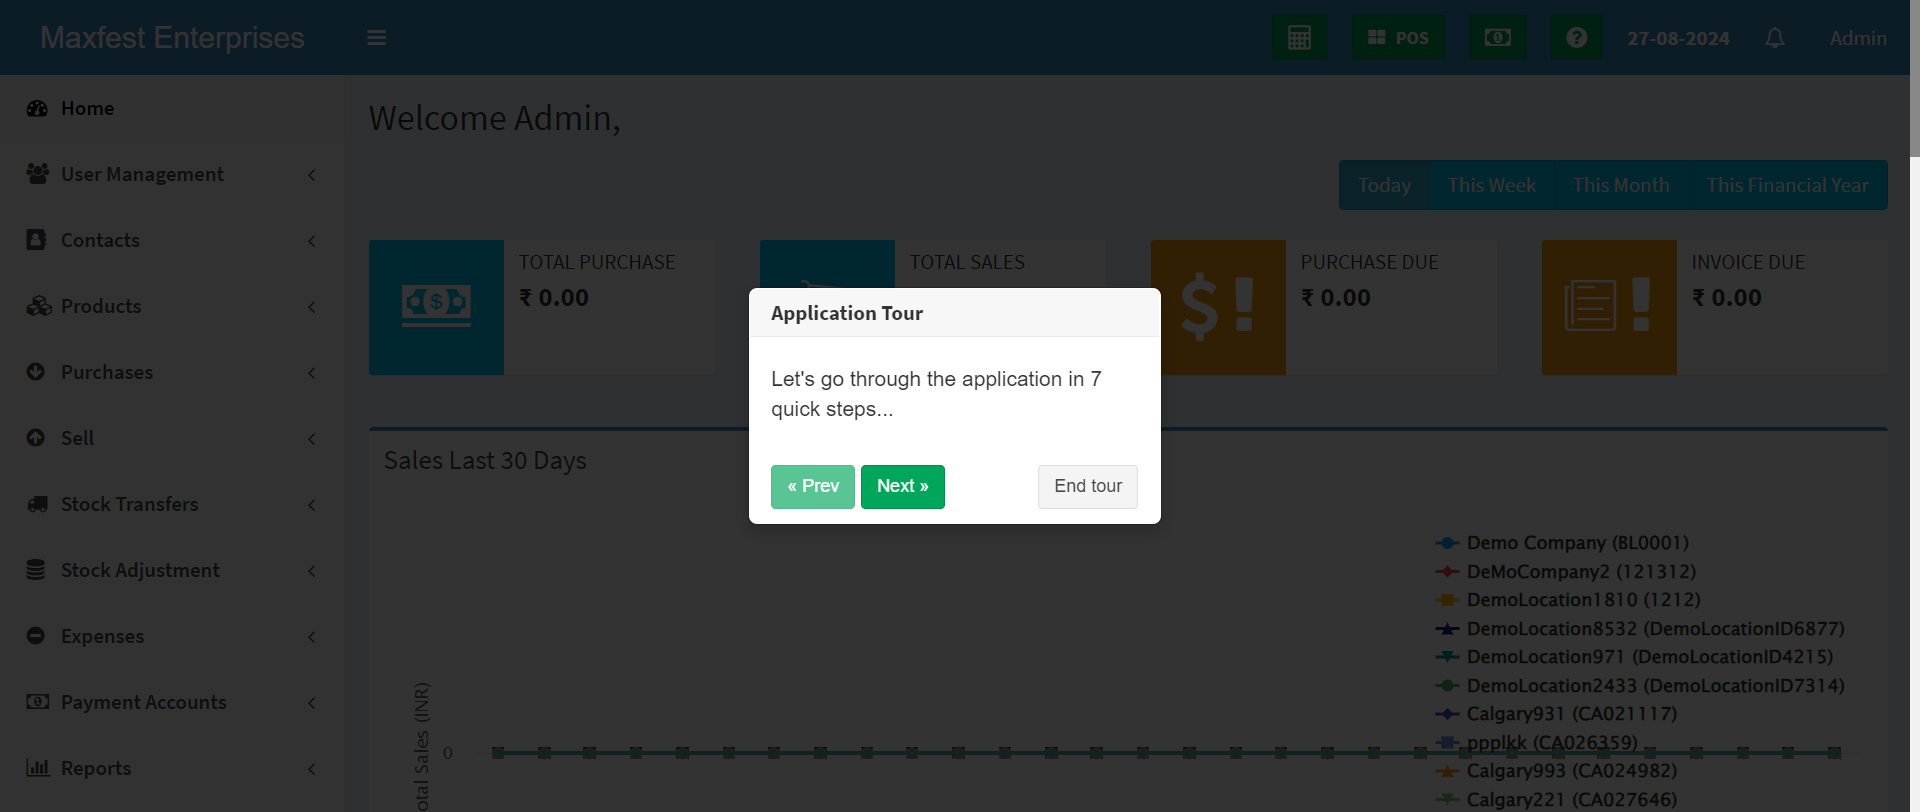 Maxfest Enterprises
POS
27-08-2024
Admin
Home
User Management
Contacts
Products
Purchases
Sell
Stock Transfers
Stock Adjustment
Expenses
Payment Accounts
Reports
Welcome Admin,
Today
This Week
This Month
This Financial Year
TOTAL PURCHASE
₹ 0.00
TOTAL SALES
PURCHASE DUE
₹ 0.00
INVOICE DUE
₹ 0.00
Application Tour
Let's go through the application in 7
quick steps...
« Prev
Next »
End tour
Sales Last 30 Days
Demo Company (BL0001)
DeMoCompany2 (121312)
DemoLocation1810 (1212)
DemoLocation8532 (DemoLocationID6877)
DemoLocation971 (DemoLocationID4215)
DemoLocation2433 (DemoLocationID7314)
Calgary931 (CA021117)
ppplkk (CA026359)
Calgary993 (CA024982)
Calgary221 (CA027646)
Sales (INR)
0